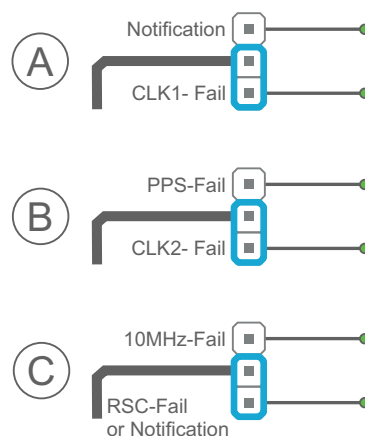 Notification
A
CLK1- Fail
PPS-Fail
B
CLK2- Fail
10MHz-Fail
C
RSC-Fail
or Notification